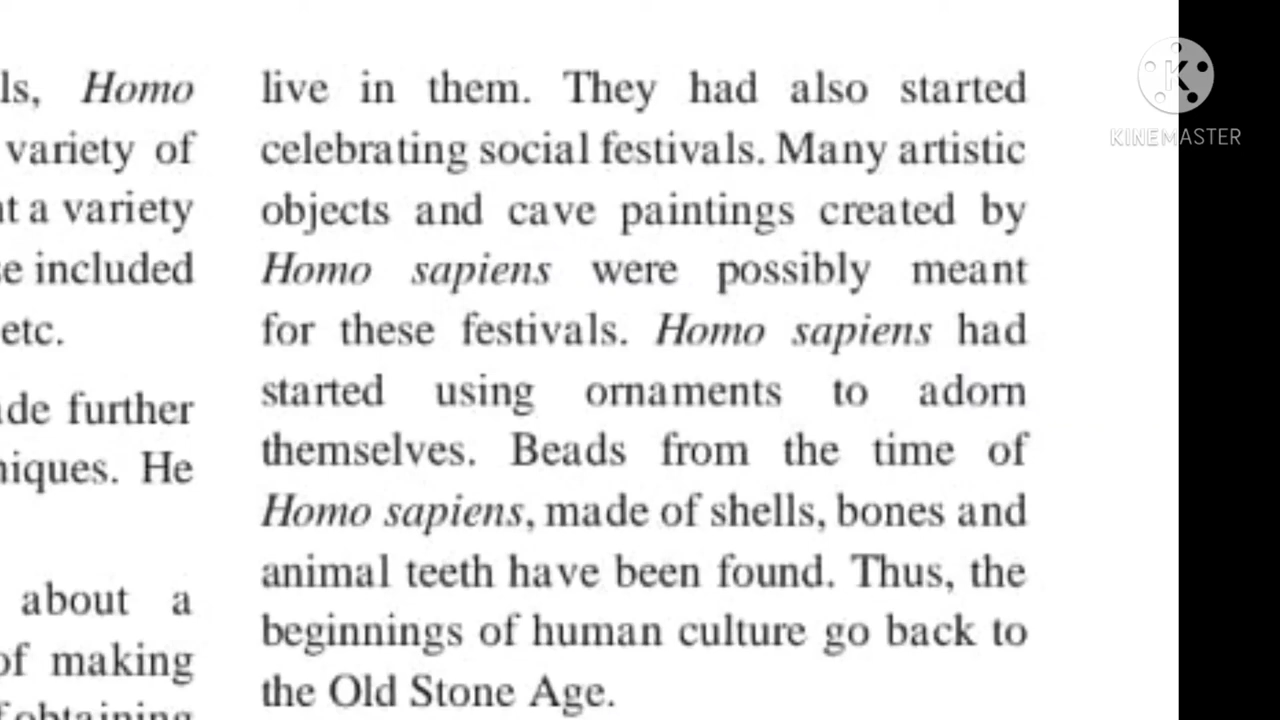 ls, Homo
variety of
a variety
included
etc.
further
He
about a
of making
live in them. They had also started
celebrating social festivals. Many artistic
objects and cave paintings created by
Homo sapiens were possibly meant
for these festivals. Homo sapiens had
started using ornaments to adorn
themselves. Beads from the time of
Homo sapiens, made of shells, bones and
animal teeth have been found. Thus, the
beginnings of human culture go back to
the Old Stone Age.
K
KINEMASTER